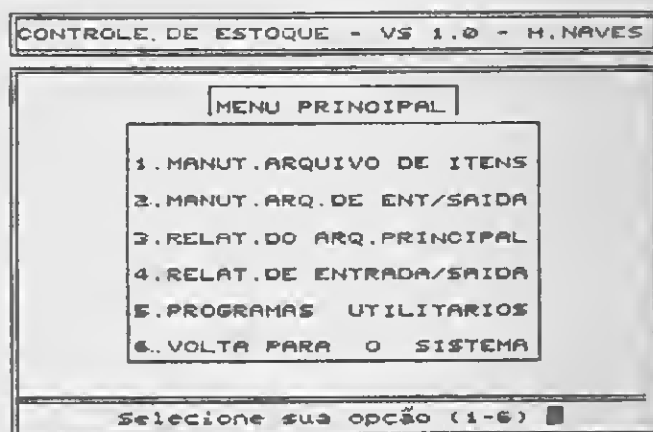 CONTROLE. DE ESTOQUE - VS 1.0 - H.NAVES
MENU PRINCIPAL
1.MANUT.ARQUIVO DE ITENS
2.MANUT.ARQ.DE ENT/SAIDA
3.RELAT.DO ARQ.PRINCIPAL
4.RELAT.DE ENTRADA/SAIDA
5.PROGRAMAS UTILITARIOS
6..VOLTA PARA O SISTEMA
Selecione sua opcão (1-6)